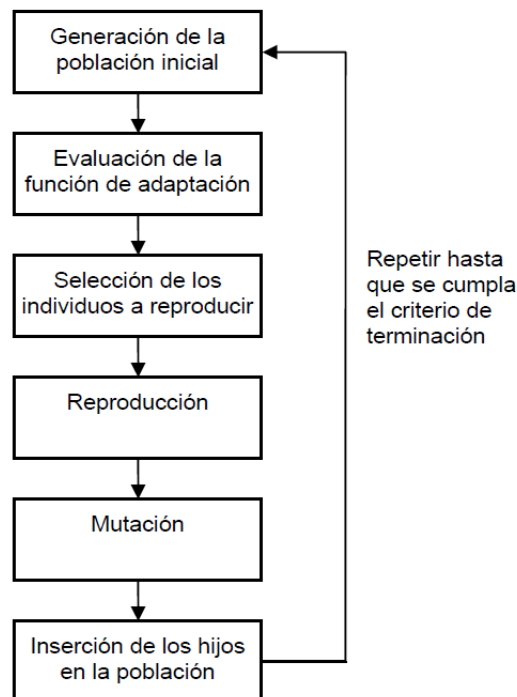 Generación de la
población inicial
Evaluación de la
función de adaptación
Selección de los
individuos a reproducir
Repetir hasta
que se cumpla
el criterio de
terminación
Reproducción
Mutación
Inserción de los hijos
en la población